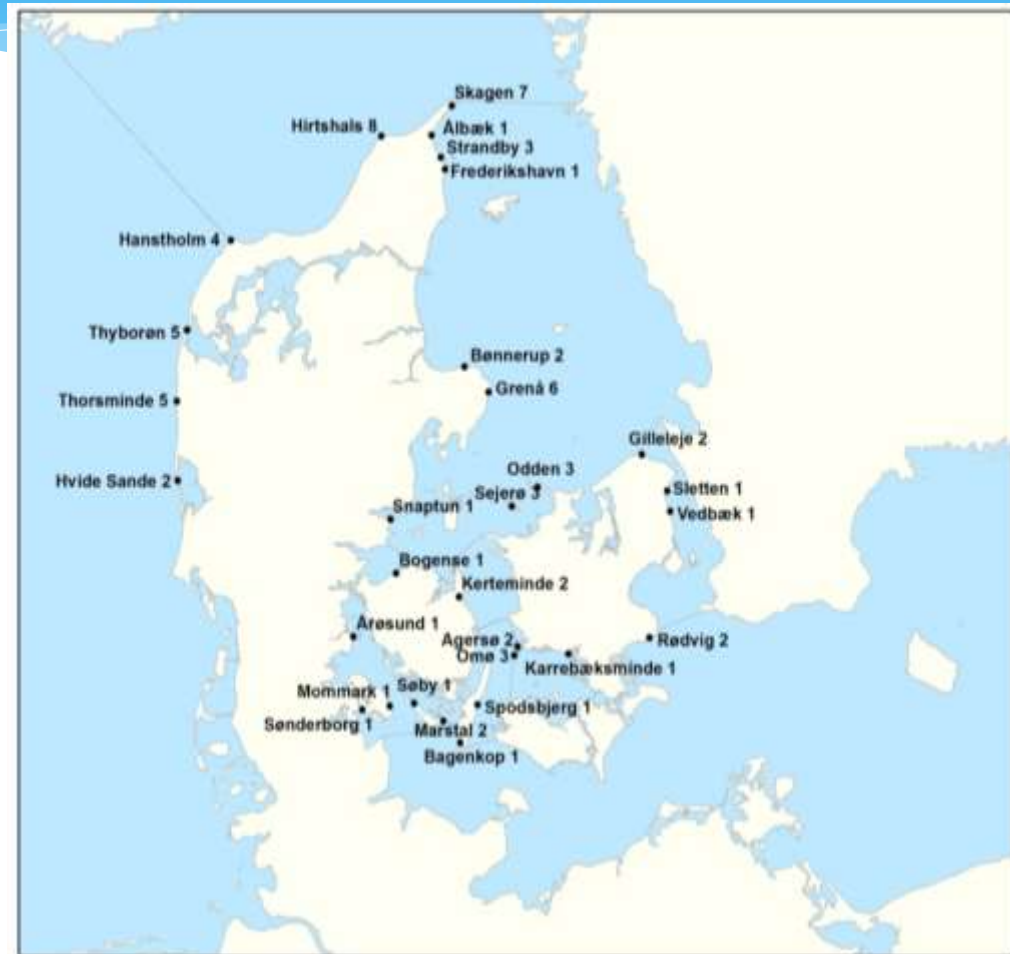 Skagen 7
Hirtshals 8
Ålbæk 1
Strandby 3
Frederikshavn 1
Hanstholm 4
Thyborøn 5
Bønnerup 2
Grenå 6
Thorsminde 5
Gilleleje 2
Hvide Sande 2
Odden 3
Sejerø 3
Sletten 1
Snaptun 1
Vedbæk 1
Bogense 1
Kerteminde 2
Årøsund 1
Agersø 2
Rødvig 2
Omø 3
Karrebæksminde 1
Mommark 1
Søby 1
Spodsbjerg 1
Sønderborg 1
Marstal 2
Bagenkop 1